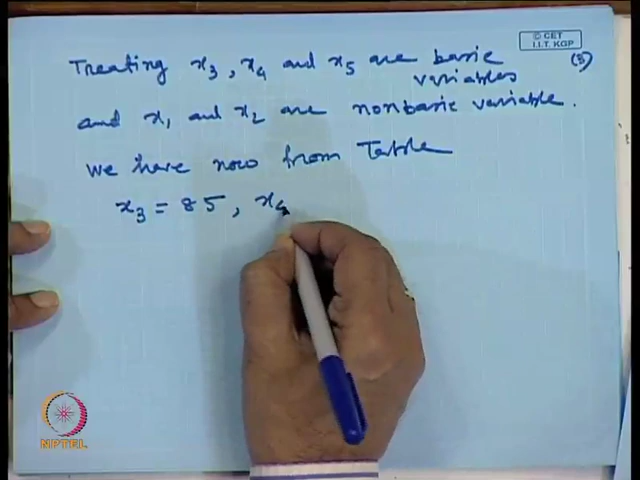 © CET
I.I.T. KGP
Treating x₃, x₄ and x₅ are basic (5)
variables
and x₁ and x₂ are nonbasic variable.
we have now from Table
x₃ = 85, x₄
NPTEL